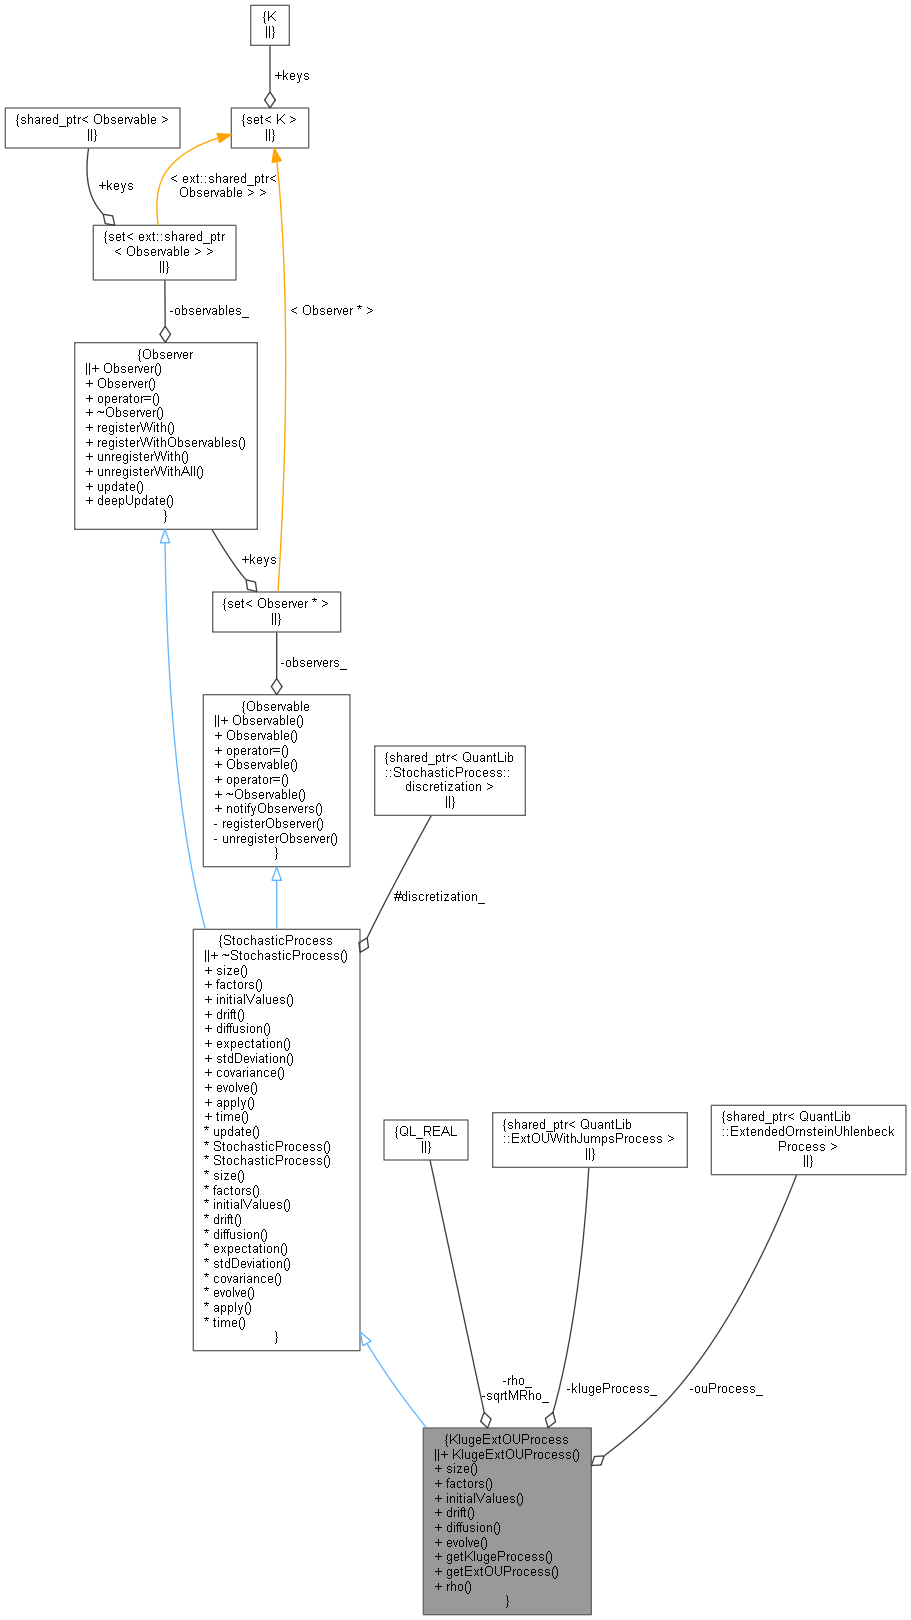 {K
||}
+keys
{shared_ptr< Observable >
||}
{set< K >
||}
+keys
< ext::shared_ptr<
Observable > >
{set< ext::shared_ptr
< Observable > >
||}
-observables_
< Observer * >
{Observer
||+ Observer()
+ Observer()
+ operator=()
+ ~Observer()
+ registerWith()
+ registerWithObservables()
+ unregisterWith()
+ unregisterWithAll()
+ update()
+ deepUpdate()
}
+keys
{set< Observer * >
||}
-observers_
{Observable
||+ Observable()
+ Observable()
+ operator=()
+ Observable()
+ operator=()
+ ~Observable()
+ notifyObservers()
- registerObserver()
- unregisterObserver()
}
{shared_ptr< QuantLib
::StochasticProcess::
discretization >
||}
#discretization_
{StochasticProcess
||+ ~StochasticProcess()
+ size()
+ factors()
+ initialValues()
+ drift()
+ diffusion()
+ expectation()
+ stdDeviation()
+ covariance()
+ evolve()
+ apply()
+ time()
* update()
* StochasticProcess()
* StochasticProcess()
* size()
* factors()
* initialValues()
* drift()
* diffusion()
* expectation()
* stdDeviation()
* covariance()
* evolve()
* apply()
* time()
}
{QL_REAL
||}
{shared_ptr< QuantLib
::ExtOUWithJumpsProcess >
||}
{shared_ptr< QuantLib
::ExtendedOrnsteinUhlenbeck
Process >
||}
-rho_
-sqrtMRho_
-klugeProcess_
-ouProcess_
{KlugeExtOUProcess
||+ KlugeExtOUProcess()
+ size()
+ factors()
+ initialValues()
+ drift()
+ diffusion()
+ evolve()
+ getKlugeProcess()
+ getExtOUProcess()
+ rho()
}